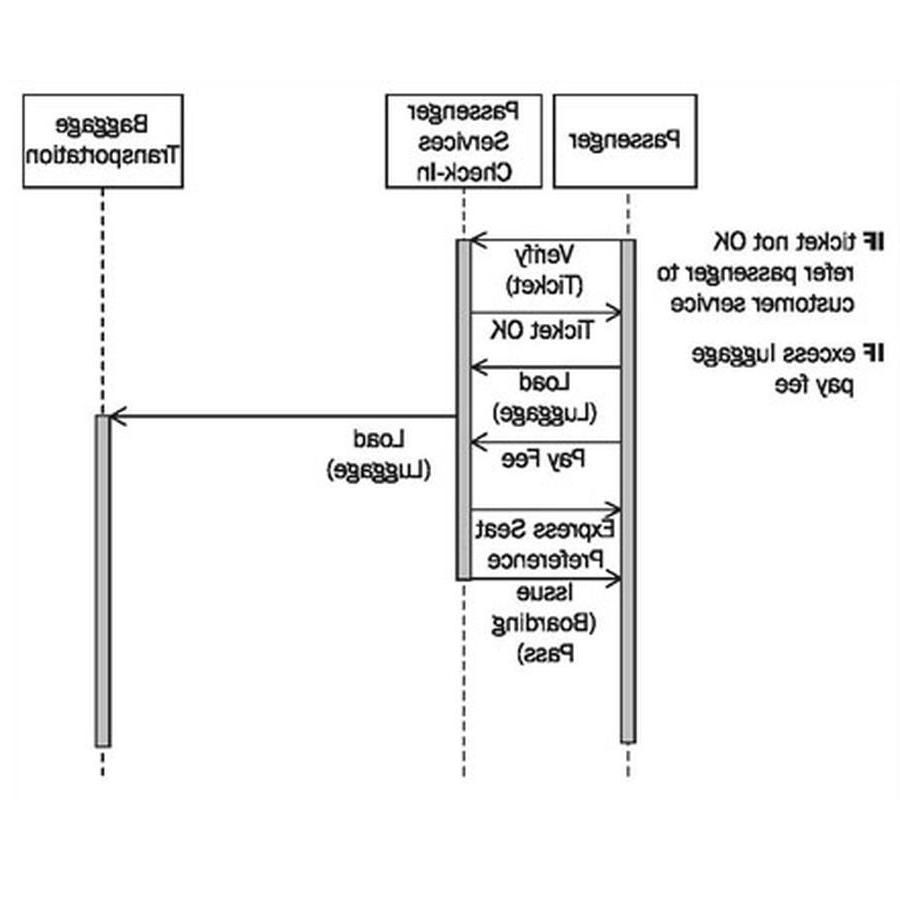 Passenger
Passenger
Services
Check-In
Baggage
Transportation
IF ticket not OK
refer passenger to
customer service
IF excess luggage
pay fee
Verify
(Ticket)
Ticket OK
Load
(Luggage)
Pay Fee
Load
(Luggage)
Express Seat
Preference
Issue
(Boarding
Pass)